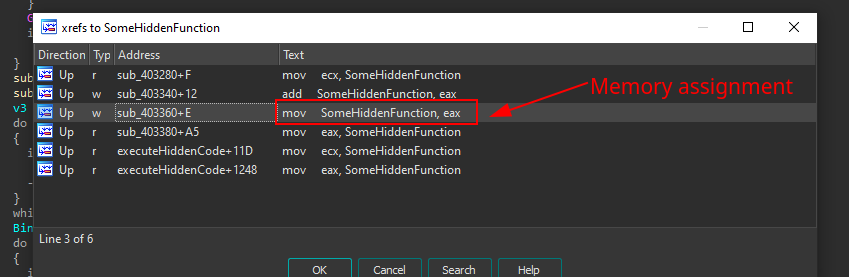 }
G
i
xrefs to SomeHiddenFunction
Direction Typ Address Text
}
Up r sub_403280+F mov ecx, SomeHiddenFunction
sub
Up w sub_403340+12 add SomeHiddenFunction, eax
sub
v3
Up w sub_403360+E mov SomeHiddenFunction, eax
Memory assignment
do
Up r sub_403380+A5 mov eax, SomeHiddenFunction
{
Up r executeHiddenCode+11D mov ecx, SomeHiddenFunction
i
Up r executeHiddenCode+1248 mov eax, SomeHiddenFunction
_
}
whi
Bin
Line 3 of 6
do
{
OK Cancel Search Help
i